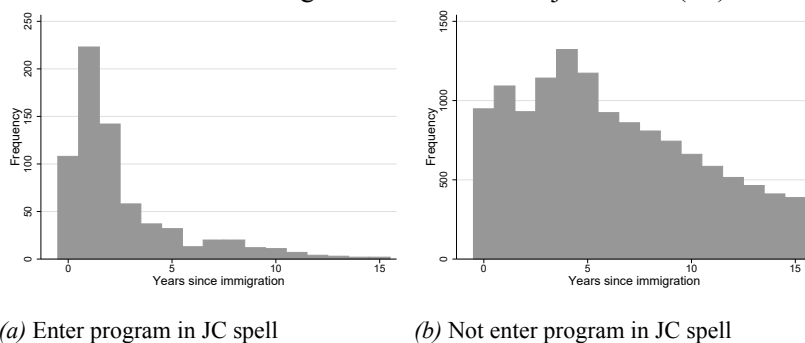 250
200
150
100
50
0
Frequency
0 5 10 15
Years since immigration
1500
1000
500
0
Frequency
0 5 10 15
Years since immigration
(a) Enter program in JC spell
(b) Not enter program in JC spell